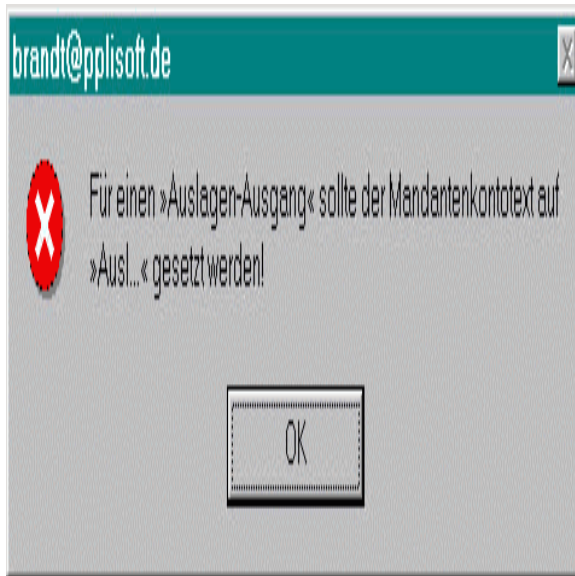 brandt@pplisoft.de
Für einen »Auslagen-Ausgang« sollte der Mandantenkontotext auf
»Ausl...« gesetzt werden!
OK